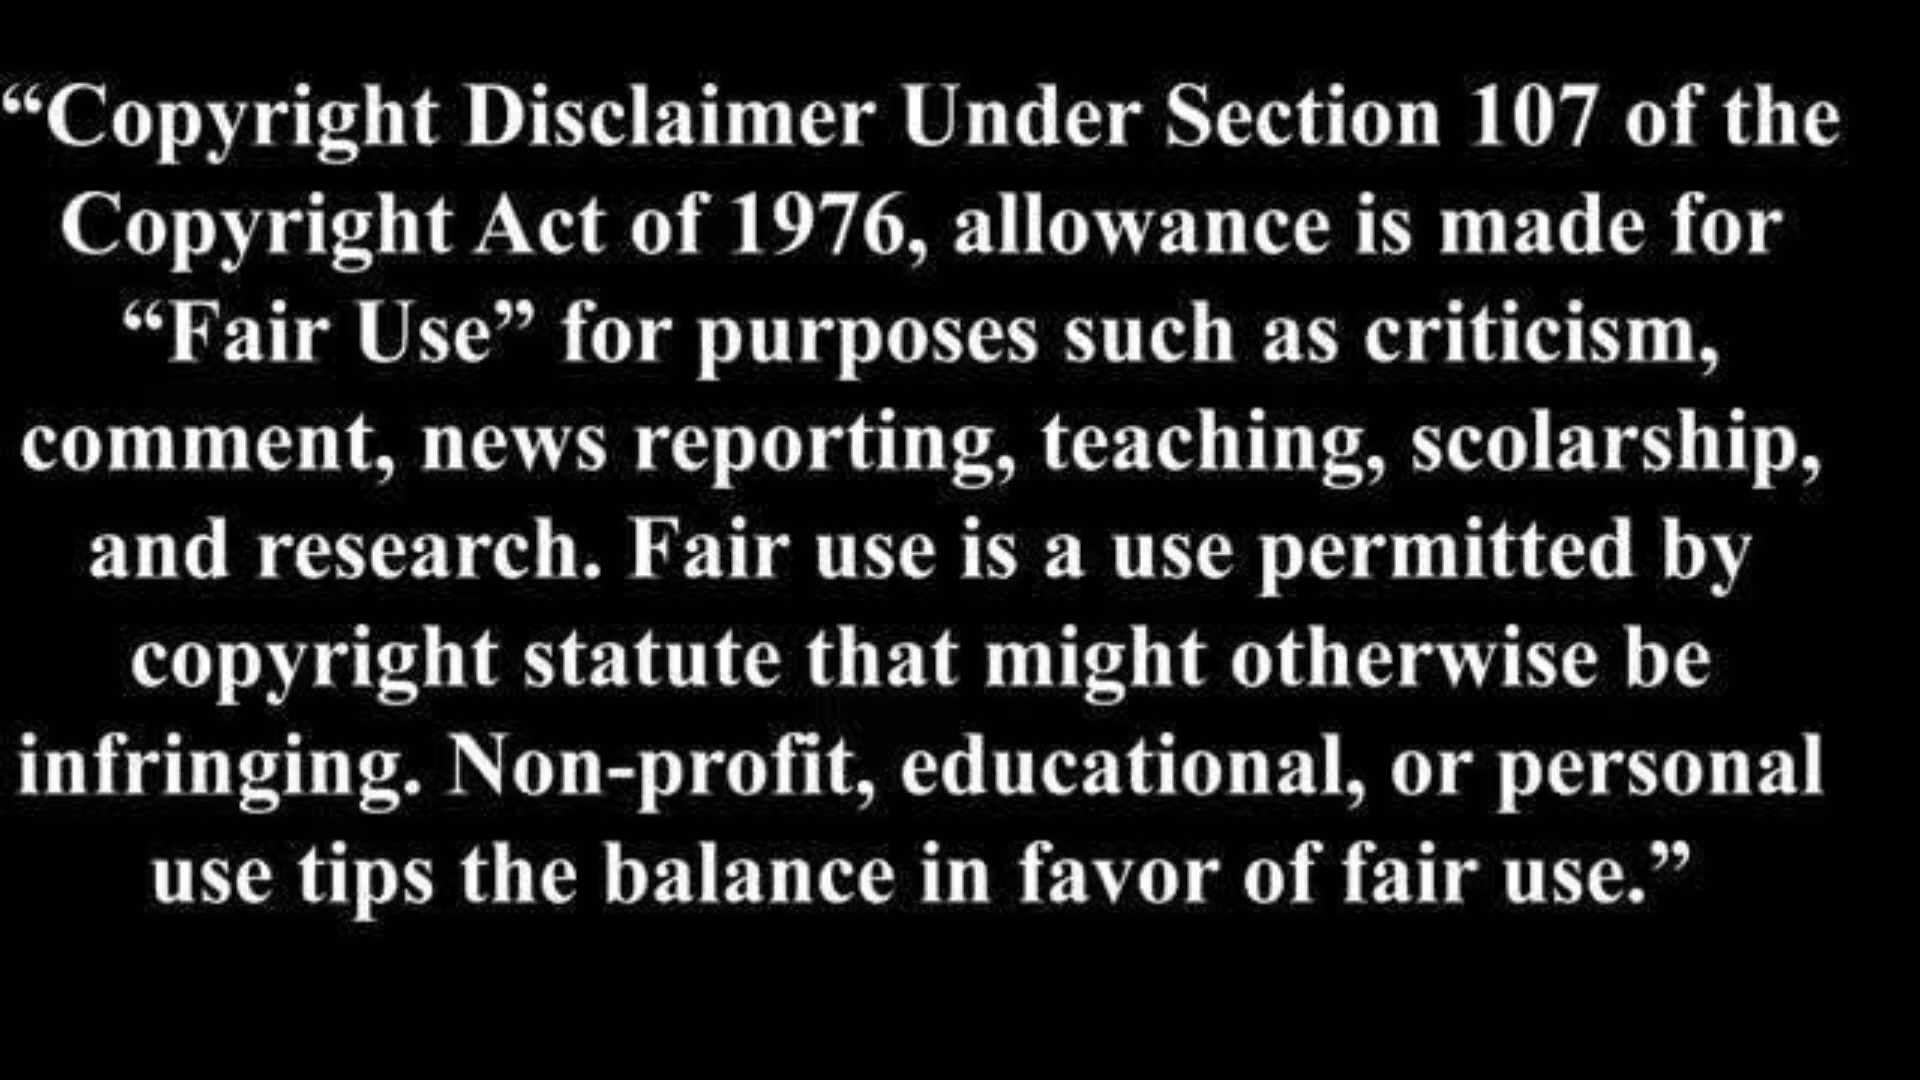 “Copyright Disclaimer Under Section 107 of the
Copyright Act of 1976, allowance is made for
“Fair Use” for purposes such as criticism,
comment, news reporting, teaching, scolarship,
and research. Fair use is a use permitted by
copyright statute that might otherwise be
infringing. Non-profit, educational, or personal
use tips the balance in favor of fair use.”